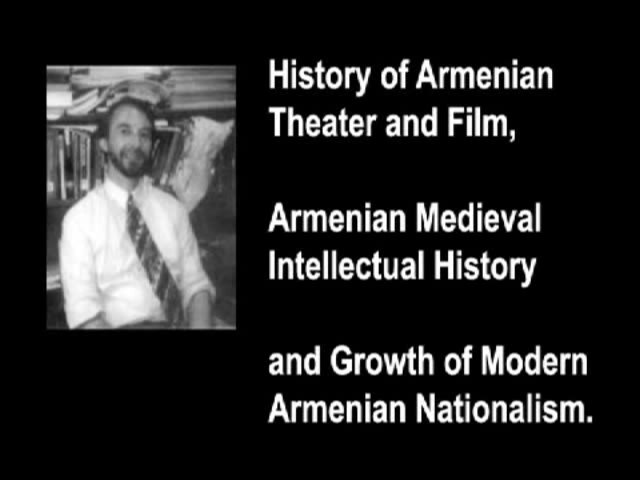 History of Armenian
Theater and Film,
Armenian Medieval
Intellectual History
and Growth of Modern
Armenian Nationalism.